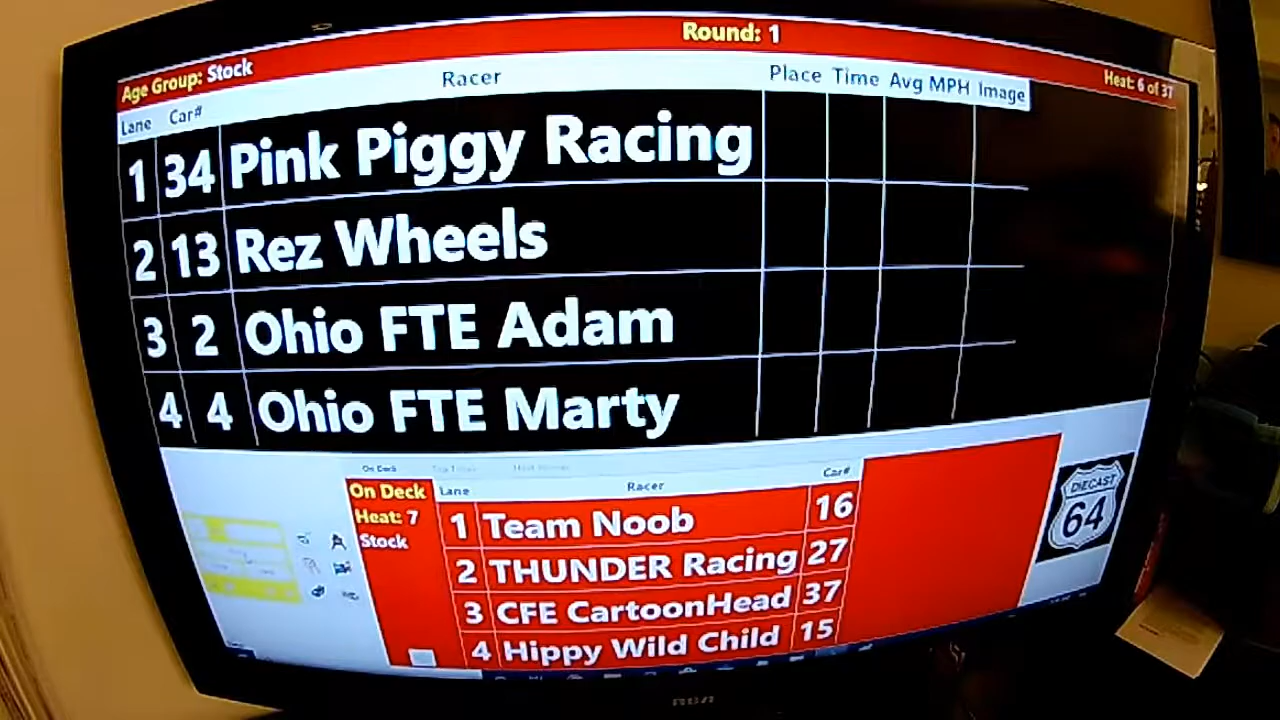 Round: 1
Age Group: Stock
Heat: 6 of 37
Lane Car# Racer Place Time Avg MPH Image
1 34 Pink Piggy Racing
2 13 Rez Wheels
3 2 Ohio FTE Adam
4 4 Ohio FTE Marty
On Deck
On Deck
Heat: 7
Stock
Lane Racer Car#
1 Team Noob 16
2 THUNDER Racing 27
3 CFE CartoonHead 37
4 Hippy Wild Child 15
DIECAST
64
RCA